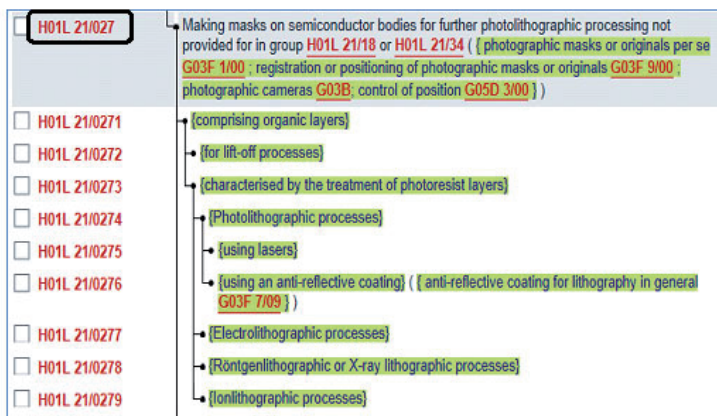 H01L 21/027 Making masks on semiconductor bodies for further photolithographic processing not
provided for in group H01L 21/18 or H01L 21/34 ( { photographic masks or originals per se
G03F 1/00 ; registration or positioning of photographic masks or originals G03F 9/00 ;
photographic cameras G03B; control of position G05D 3/00 } )
H01L 21/0271 {comprising organic layers}
H01L 21/0272 {for lift-off processes}
H01L 21/0273 {characterised by the treatment of photoresist layers}
H01L 21/0274 {Photolithographic processes}
H01L 21/0275 {using lasers}
H01L 21/0276 {using an anti-reflective coating} ( { anti-reflective coating for lithography in general
G03F 7/09 } )
H01L 21/0277 {Electrolithographic processes}
H01L 21/0278 {Röntgenlithographic or X-ray lithographic processes}
H01L 21/0279 {Ionlithographic processes}